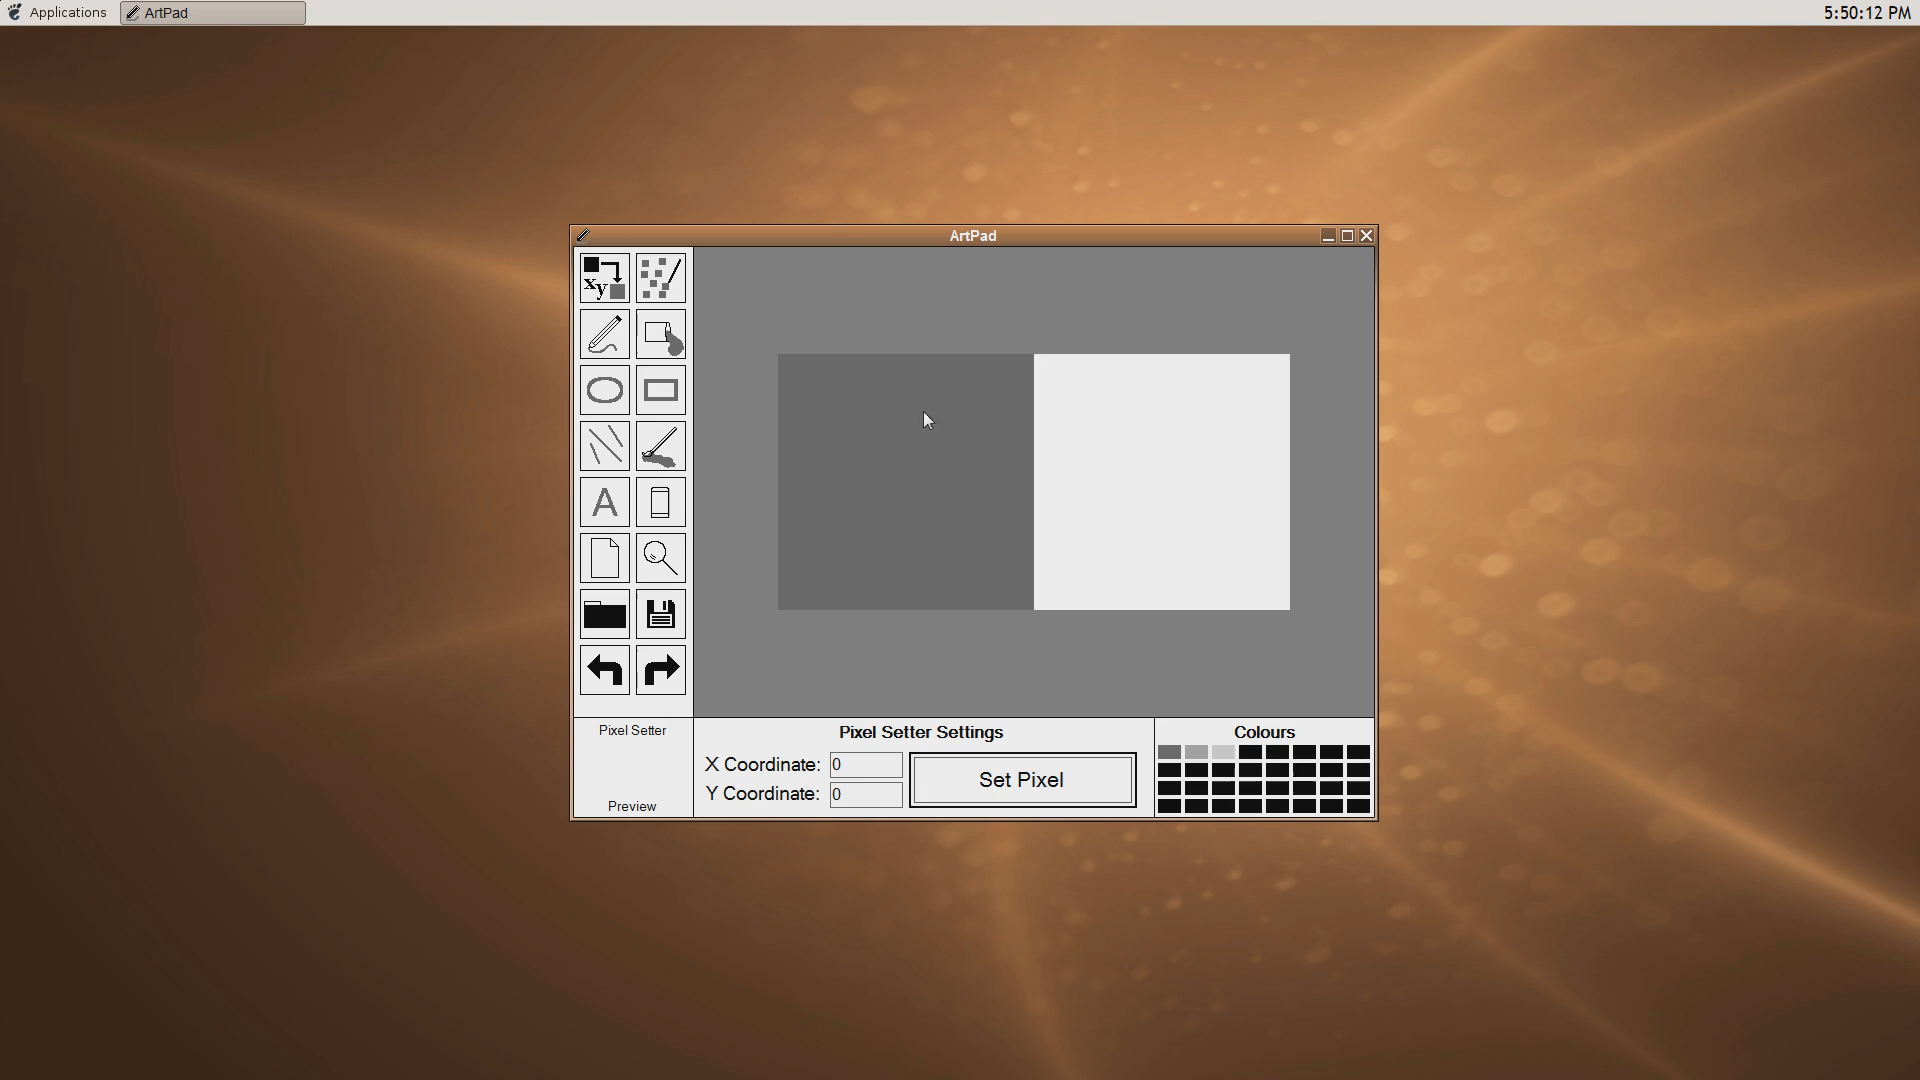 Applications
ArtPad
5:50:12 PM
ArtPad
xy
A
Pixel Setter
Preview
Pixel Setter Settings
X Coordinate: 0
Y Coordinate: 0
Set Pixel
Colours